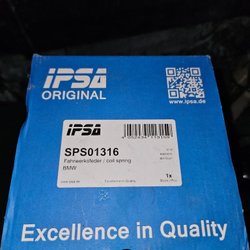 IPSA
ORIGINAL
www.ipsa.de
IPSA
SPS01316
Fahrwerksfeder / coil spring
BMW
1x
Excellence in Quality